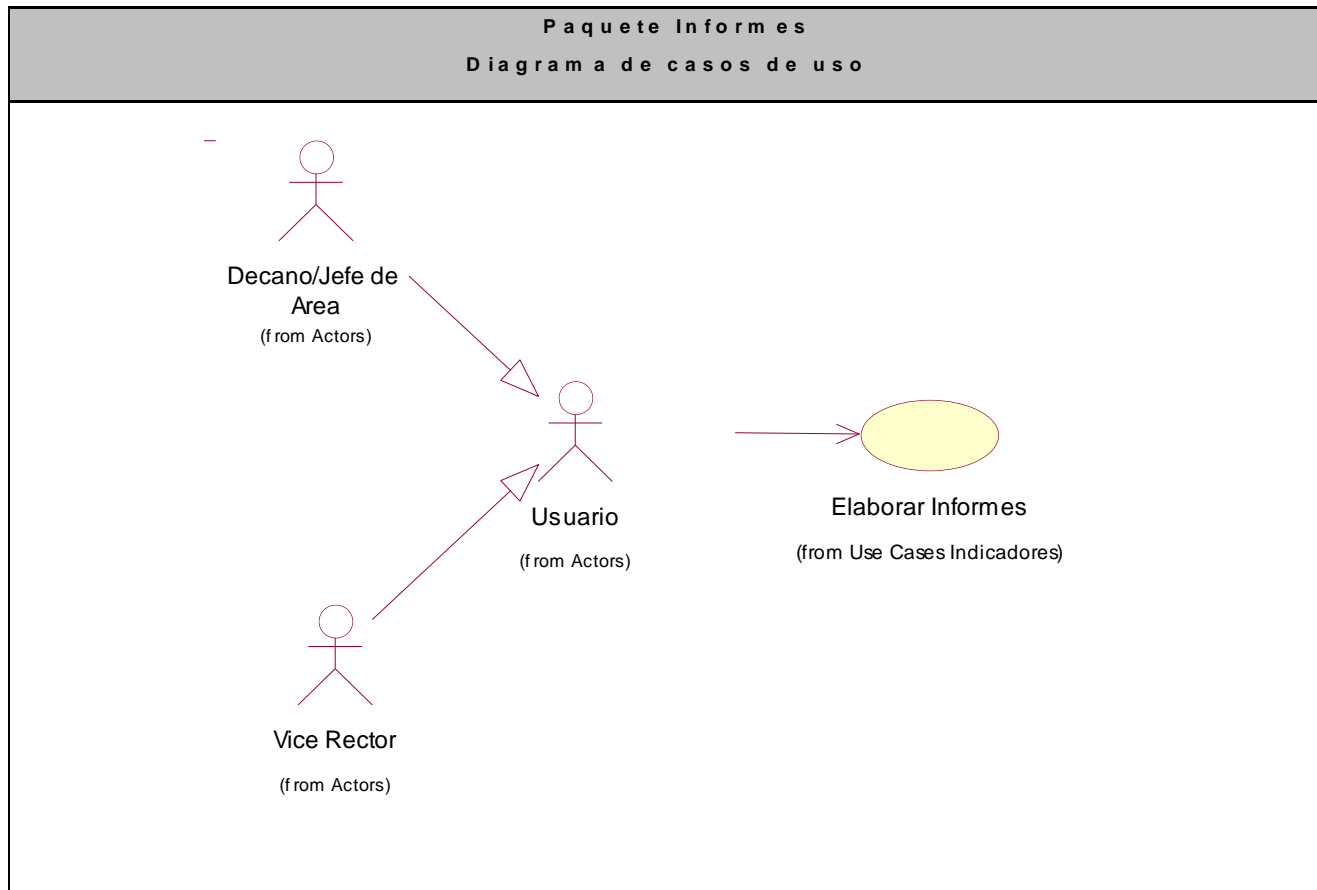 Paquete Informes
Diagrama de casos de uso
Decano/Jefe de
Area
(from Actors)
Usuario
(from Actors)
Elaborar Informes
(from Use Cases Indicadores)
Vice Rector
(from Actors)